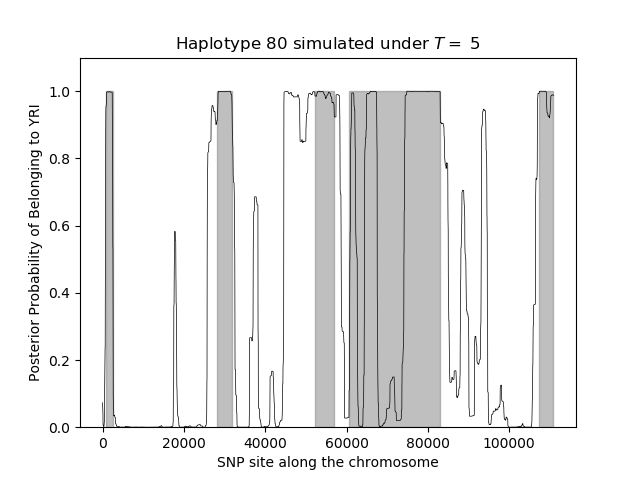 Haplotype 80 simulated under T = 5
Posterior Probability of Belonging to YRI
1.0
0.8
0.6
0.4
0.2
0.0
0 20000 40000 60000 80000 100000
SNP site along the chromosome